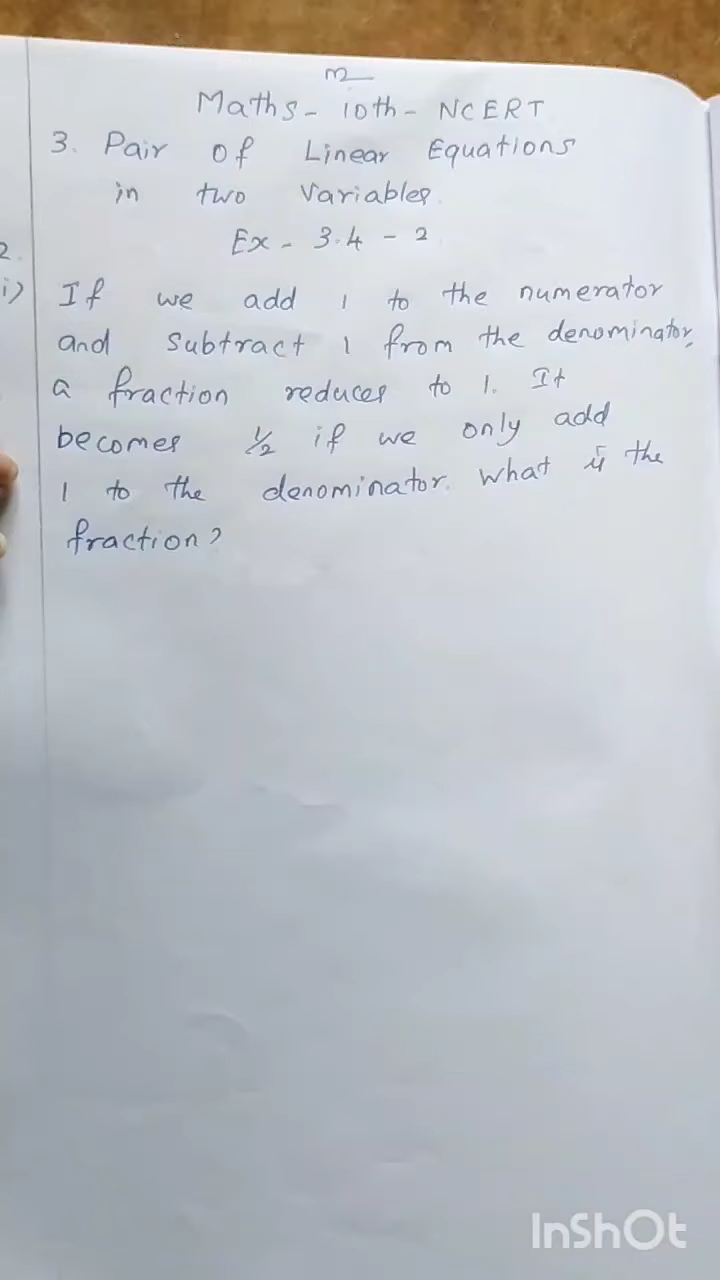 m
Maths - 10th - NCERT
3. Pair of Linear Equations
in two Variables.
Ex - 3.4 - 2
2.
i) If we add 1 to the numerator
and subtract 1 from the denominator,
a fraction reduces to 1. It
becomes 1/2 if we only add
1 to the denominator. What is the
fraction?
InShOt